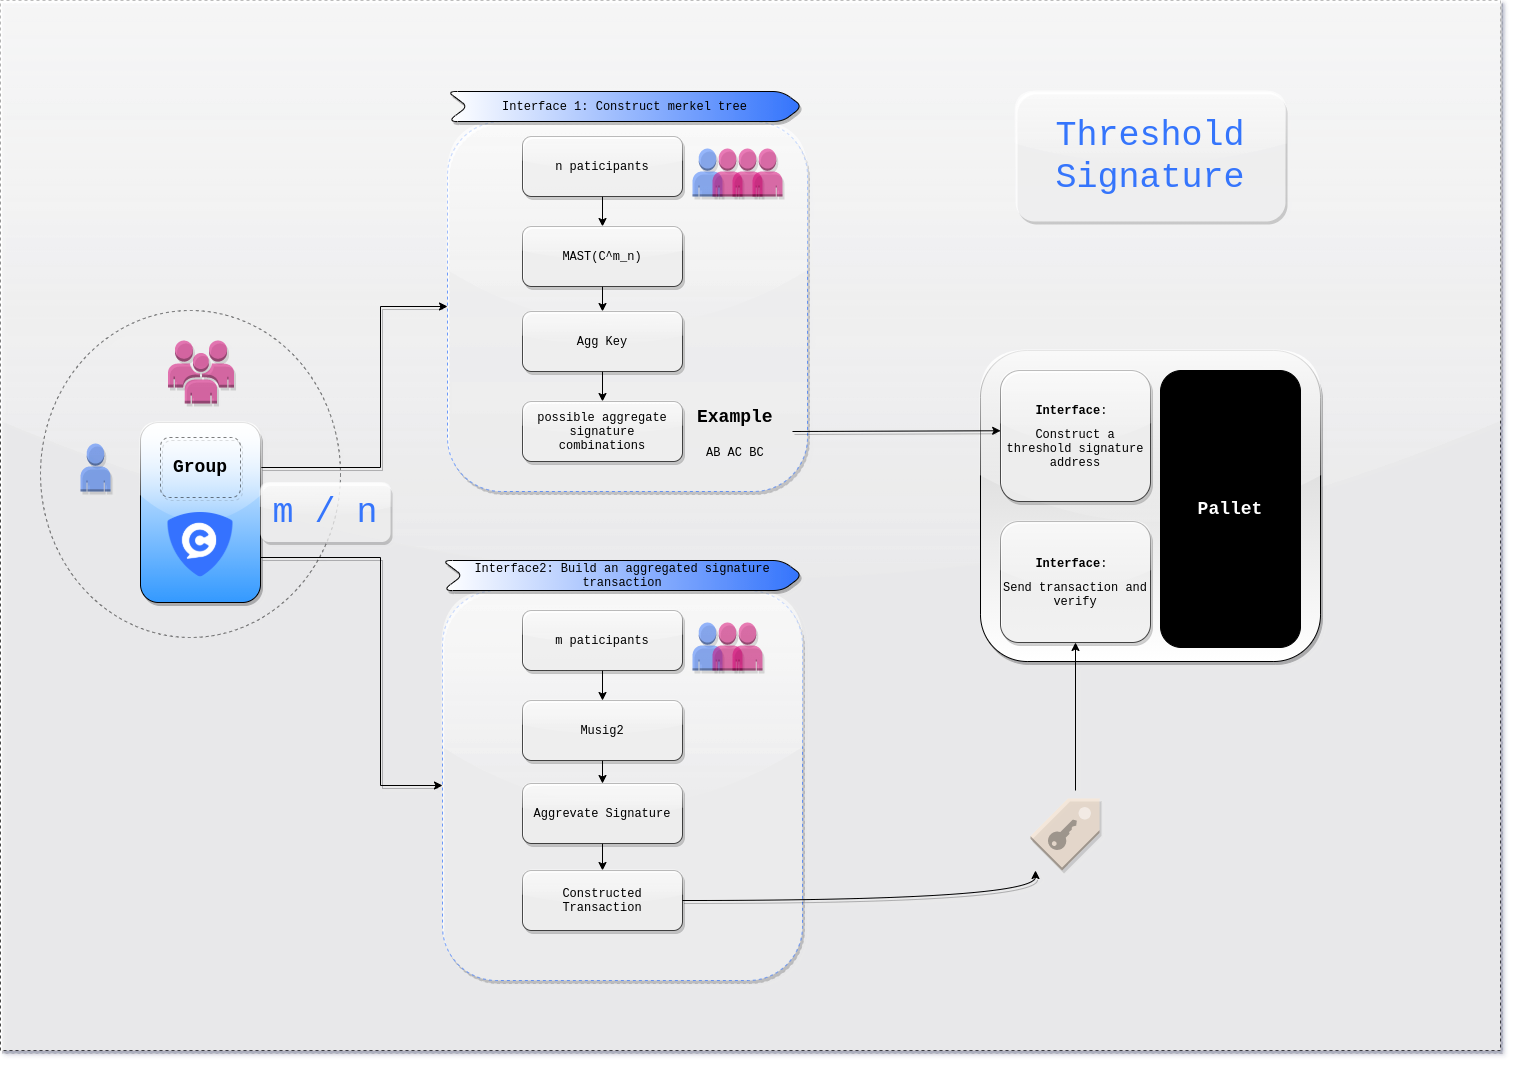 Interface 1: Construct merkel tree
n paticipants
MAST(C^m_n)
Agg Key
possible aggregate
signature
combinations
Example
AB AC BC
Threshold
Signature
Group
m / n
Interface:
Construct a
threshold signature
address
Interface:
Send transaction and
verify
Pallet
Interface2: Build an aggregated signature
transaction
m paticipants
Musig2
Aggrevate Signature
Constructed
Transaction